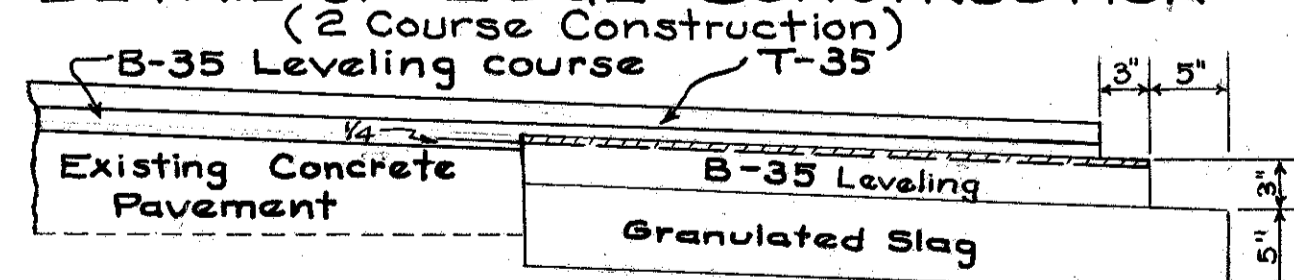 (2 Course Construction)
B-35 Leveling course
T-35
3" 5"
1/4
Existing Concrete
Pavement
B-35 Leveling
3"
Granulated Slag
5"